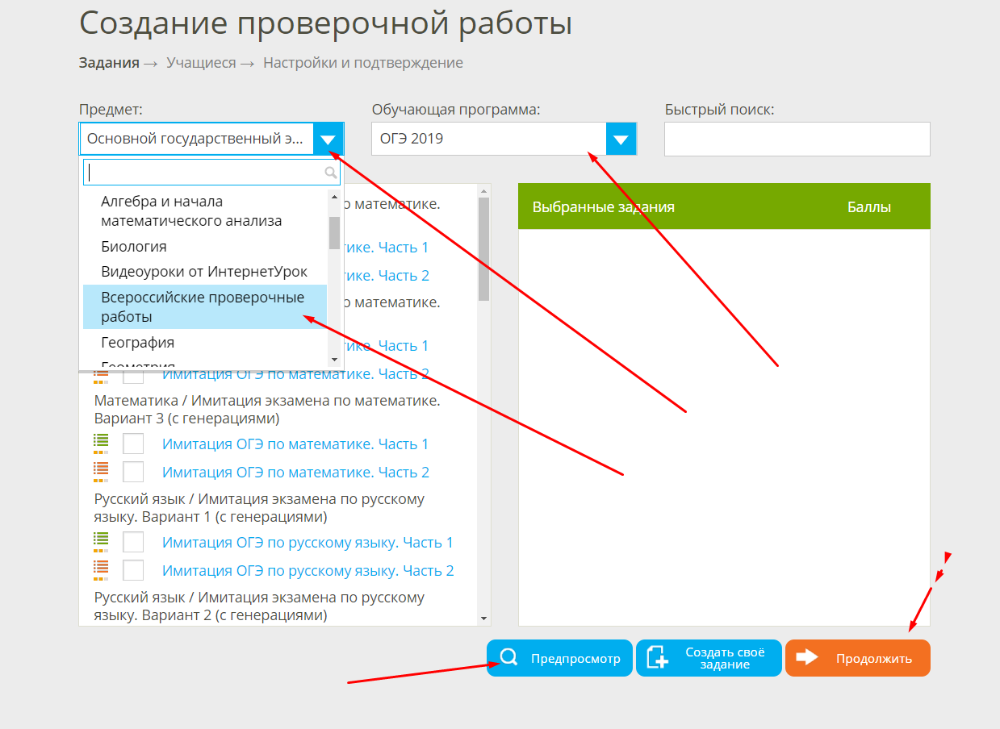 Создание проверочной работы
Задания → Учащиеся → Настройки и подтверждение
Предмет:
Обучающая программа:
Быстрый поиск:
Основной государственный э...
ОГЭ 2019
Алгебра и начала
математического анализа
Биология
Видеоуроки от ИнтернетУрок
Всероссийские проверочные
работы
География
Геометрия
о математике.
тике. Часть 1
тике. Часть 2
о математике.
тике. Часть 1
Имитация ОГЭ по математике. Часть 2
Математика / Имитация экзамена по математике.
Вариант 3 (с генерациями)
Имитация ОГЭ по математике. Часть 1
Имитация ОГЭ по математике. Часть 2
Русский язык / Имитация экзамена по русскому
языку. Вариант 1 (с генерациями)
Имитация ОГЭ по русскому языку. Часть 1
Имитация ОГЭ по русскому языку. Часть 2
Русский язык / Имитация экзамена по русскому
языку. Вариант 2 (с генерациями)
Выбранные задания
Баллы
Предпросмотр
Создать своё
задание
Продолжить